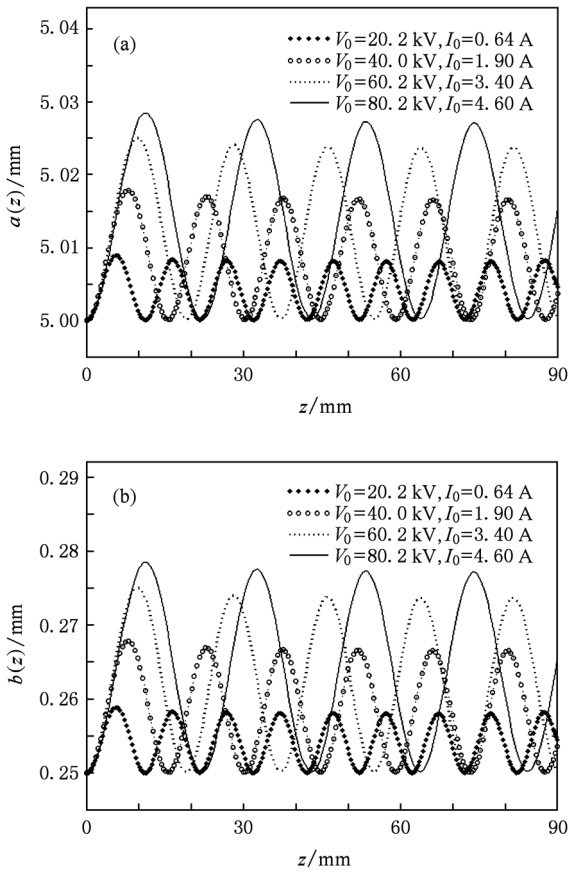 5.04
(a)
V₀=20.2 kV, I₀=0.64 A
V₀=40.0 kV, I₀=1.90 A
V₀=60.2 kV, I₀=3.40 A
V₀=80.2 kV, I₀=4.60 A
5.03
5.02
5.01
5.00
a(z)/mm
0
30
60
90
z/mm
0.29
(b)
V₀=20.2 kV, I₀=0.64 A
V₀=40.0 kV, I₀=1.90 A
V₀=60.2 kV, I₀=3.40 A
V₀=80.2 kV, I₀=4.60 A
0.28
0.27
0.26
0.25
b(z)/mm
0
30
60
90
z/mm